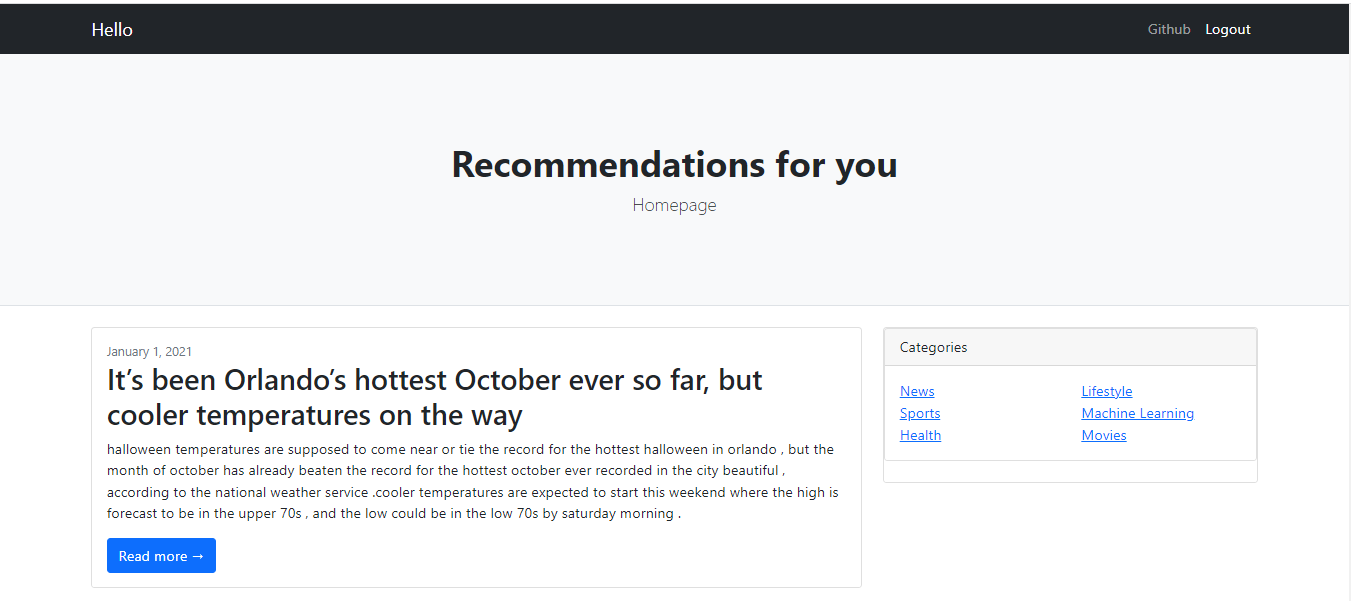 Hello
Github Logout
Recommendations for you
Homepage
January 1, 2021
It’s been Orlando’s hottest October ever so far, but
cooler temperatures on the way
halloween temperatures are supposed to come near or tie the record for the hottest halloween in orlando , but the
month of october has already beaten the record for the hottest october ever recorded in the city beautiful ,
according to the national weather service .cooler temperatures are expected to start this weekend where the high is
forecast to be in the upper 70s , and the low could be in the low 70s by saturday morning .
Read more →
Categories
News
Sports
Health
Lifestyle
Machine Learning
Movies